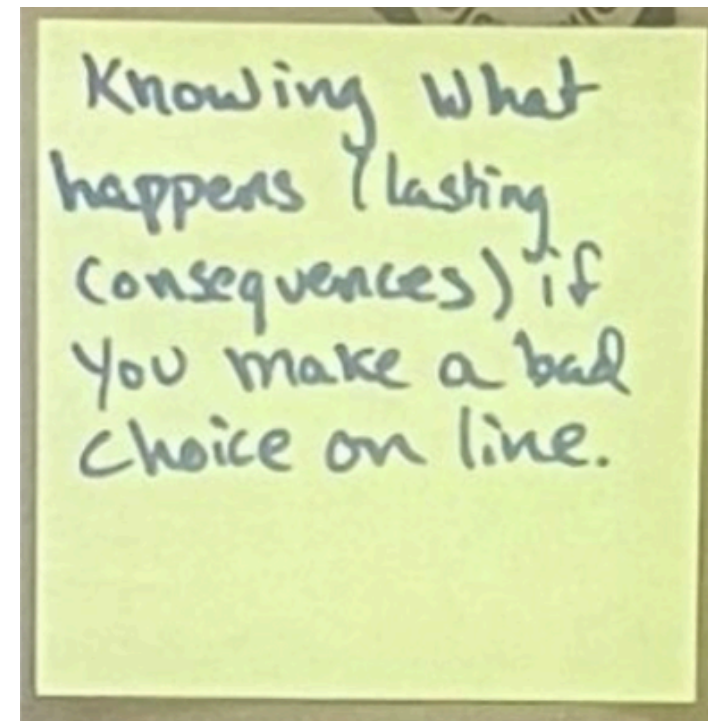 Knowing what
happens (lasting
consequences) if
you make a bad
choice on line.